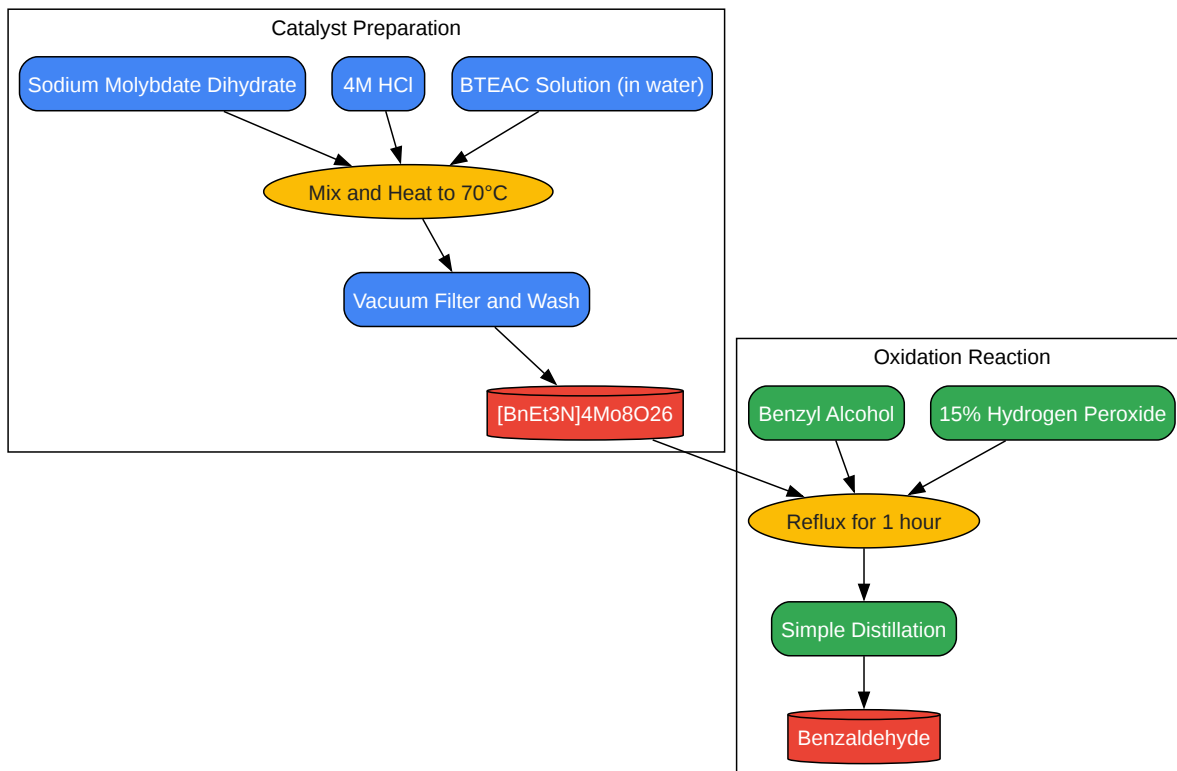 Catalyst Preparation
Sodium Molybdate Dihydrate
4M HCl
BTEAC Solution (in water)
Mix and Heat to 70°C
Vacuum Filter and Wash
[BnEt3N]4Mo8O26
Oxidation Reaction
Benzyl Alcohol
15% Hydrogen Peroxide
Reflux for 1 hour
Simple Distillation
Benzaldehyde